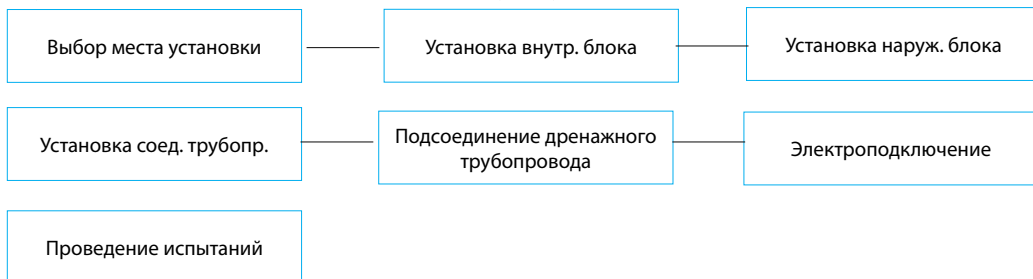 Выбор места установки
Установка внутр. блока
Установка наруж. блока
Установка соед. трубопр.
Подсоединение дренажного
трубопровода
Электроподключение
Проведение испытаний